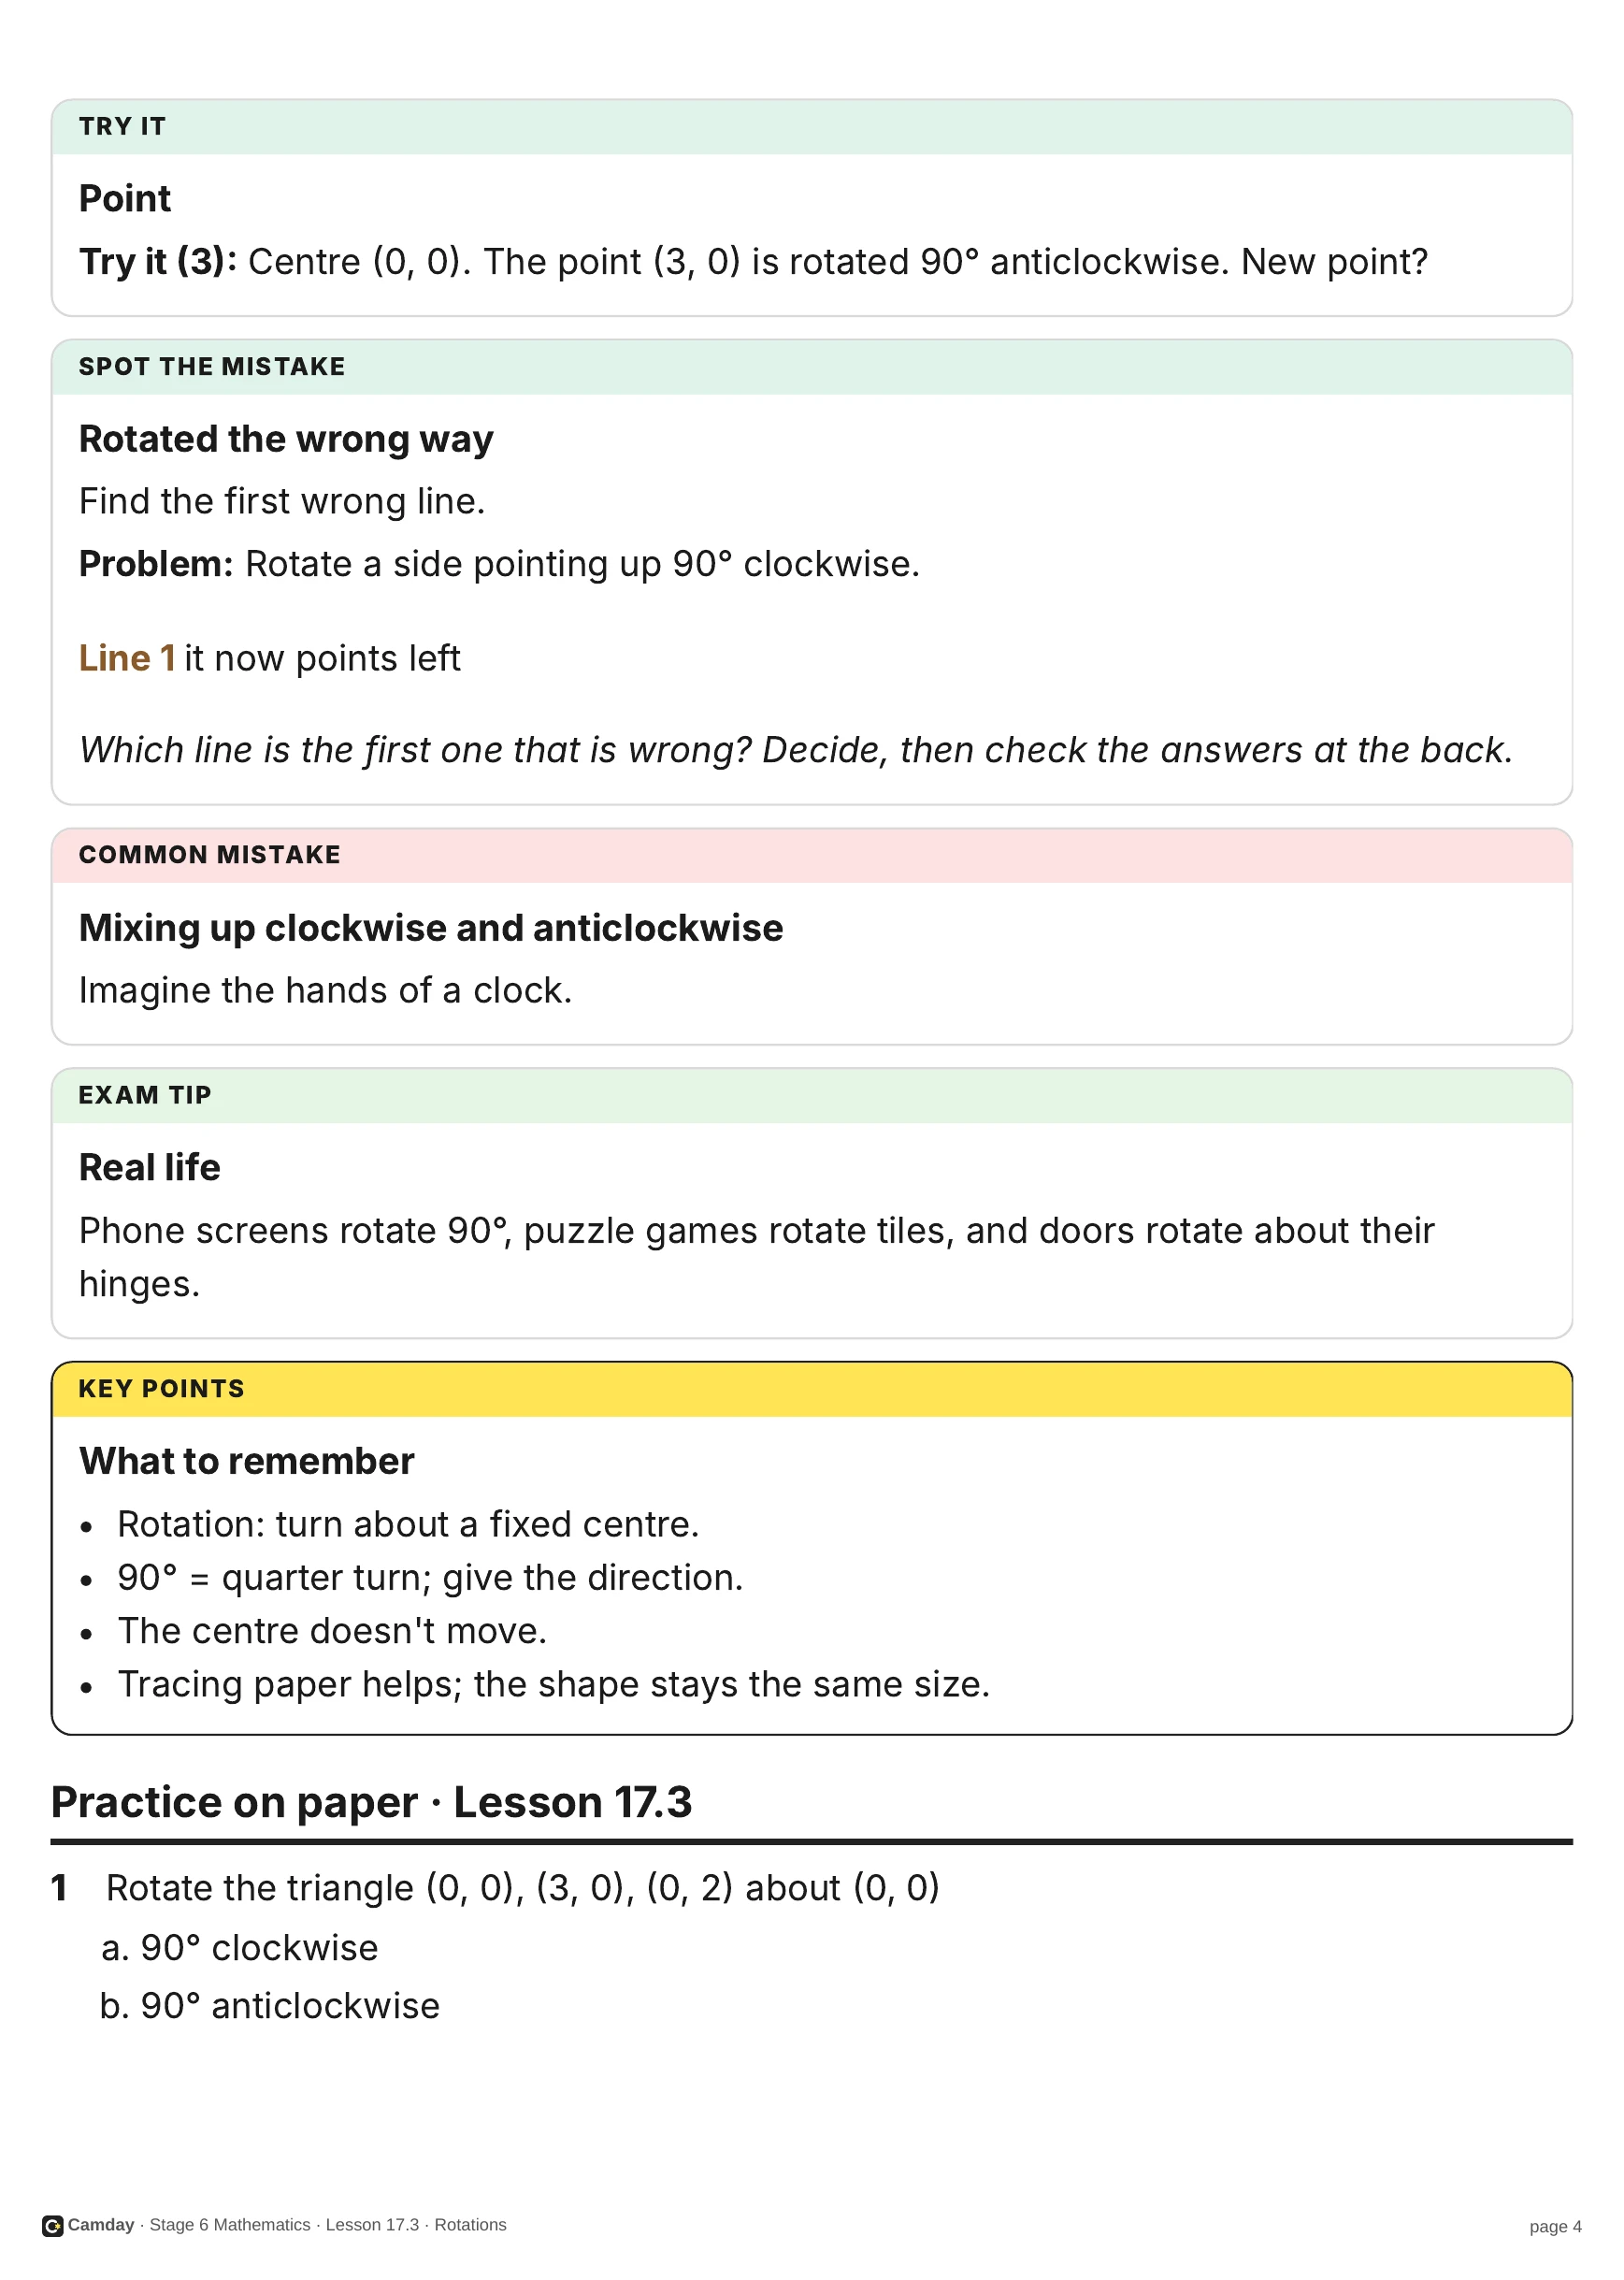 TRY IT
Point
Try it (3): Centre (0, 0). The point (3, 0) is rotated 90° anticlockwise. New point?
SPOT THE MISTAKE
Rotated the wrong way
Find the first wrong line.
Problem: Rotate a side pointing up 90° clockwise.
Line 1 it now points left
Which line is the first one that is wrong? Decide, then check the answers at the back.
COMMON MISTAKE
Mixing up clockwise and anticlockwise
Imagine the hands of a clock.
EXAM TIP
Real life
Phone screens rotate 90°, puzzle games rotate tiles, and doors rotate about their
hinges.
KEY POINTS
What to remember
• Rotation: turn about a fixed centre.
• 90° = quarter turn; give the direction.
• The centre doesn't move.
• Tracing paper helps; the shape stays the same size.
Practice on paper · Lesson 17.3
1 Rotate the triangle (0, 0), (3, 0), (0, 2) about (0, 0)
a. 90° clockwise
b. 90° anticlockwise
Camday · Stage 6 Mathematics · Lesson 17.3 · Rotations
page 4